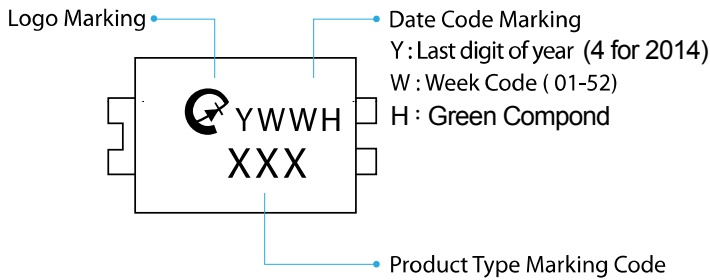 Logo Marking
Date Code Marking
Y : Last digit of year (4 for 2014)
W : Week Code ( 01-52)
H : Green Compond
YWWH
XXX
Product Type Marking Code